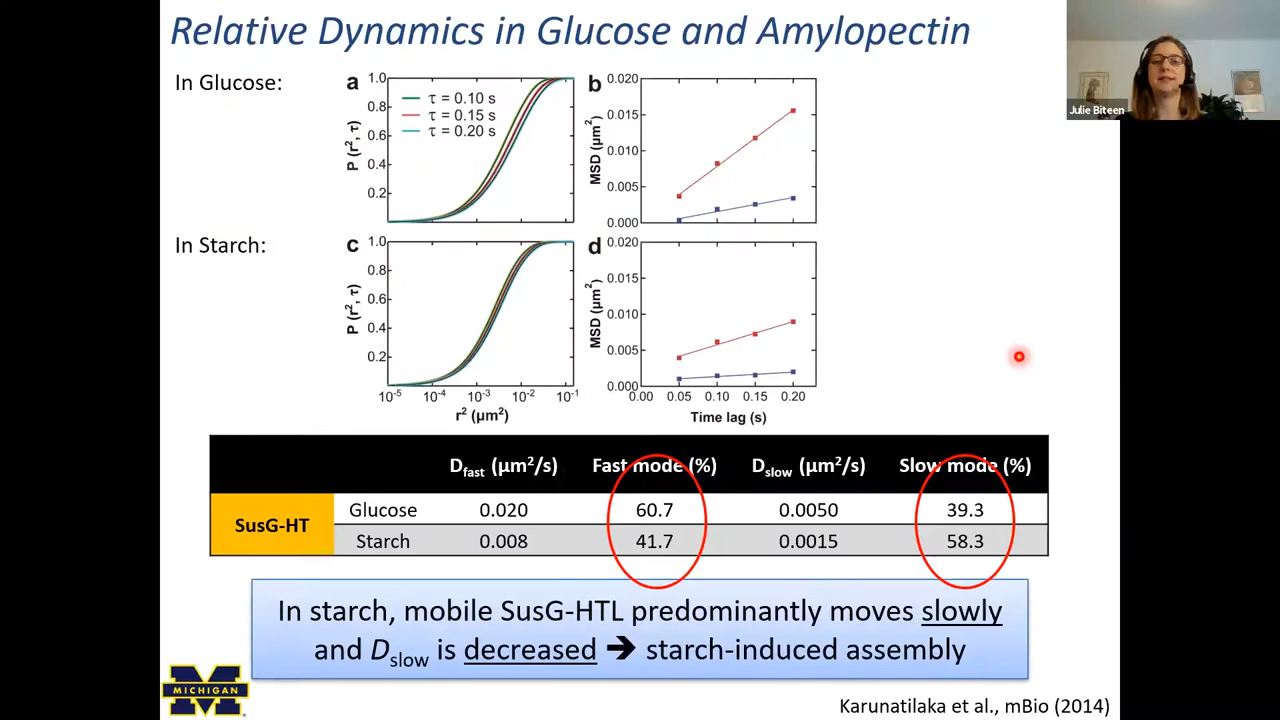 Relative Dynamics in Glucose and Amylopectin
Julie Biteen
In Glucose:
a
1.0
0.8
0.6
0.4
0.2
P (r², τ)
τ = 0.10 s
τ = 0.15 s
τ = 0.20 s
b
0.020
0.015
0.010
0.005
0.000
MSD (µm²)
In Starch:
c
1.0
0.8
0.6
0.4
0.2
P (r², τ)
10⁻⁵ 10⁻⁴ 10⁻³ 10⁻² 10⁻¹
r² (µm²)
d
0.020
0.015
0.010
0.005
0.000
MSD (µm²)
0.00 0.05 0.10 0.15 0.20
Time lag (s)
D_fast (µm²/s) Fast mode (%) D_slow (µm²/s) Slow mode (%)
SusG-HT
Glucose 0.020 60.7 0.0050 39.3
Starch 0.008 41.7 0.0015 58.3
In starch, mobile SusG-HTL predominantly moves slowly
and D_slow is decreased ➔ starch-induced assembly
MICHIGAN
Karunatilaka et al., mBio (2014)